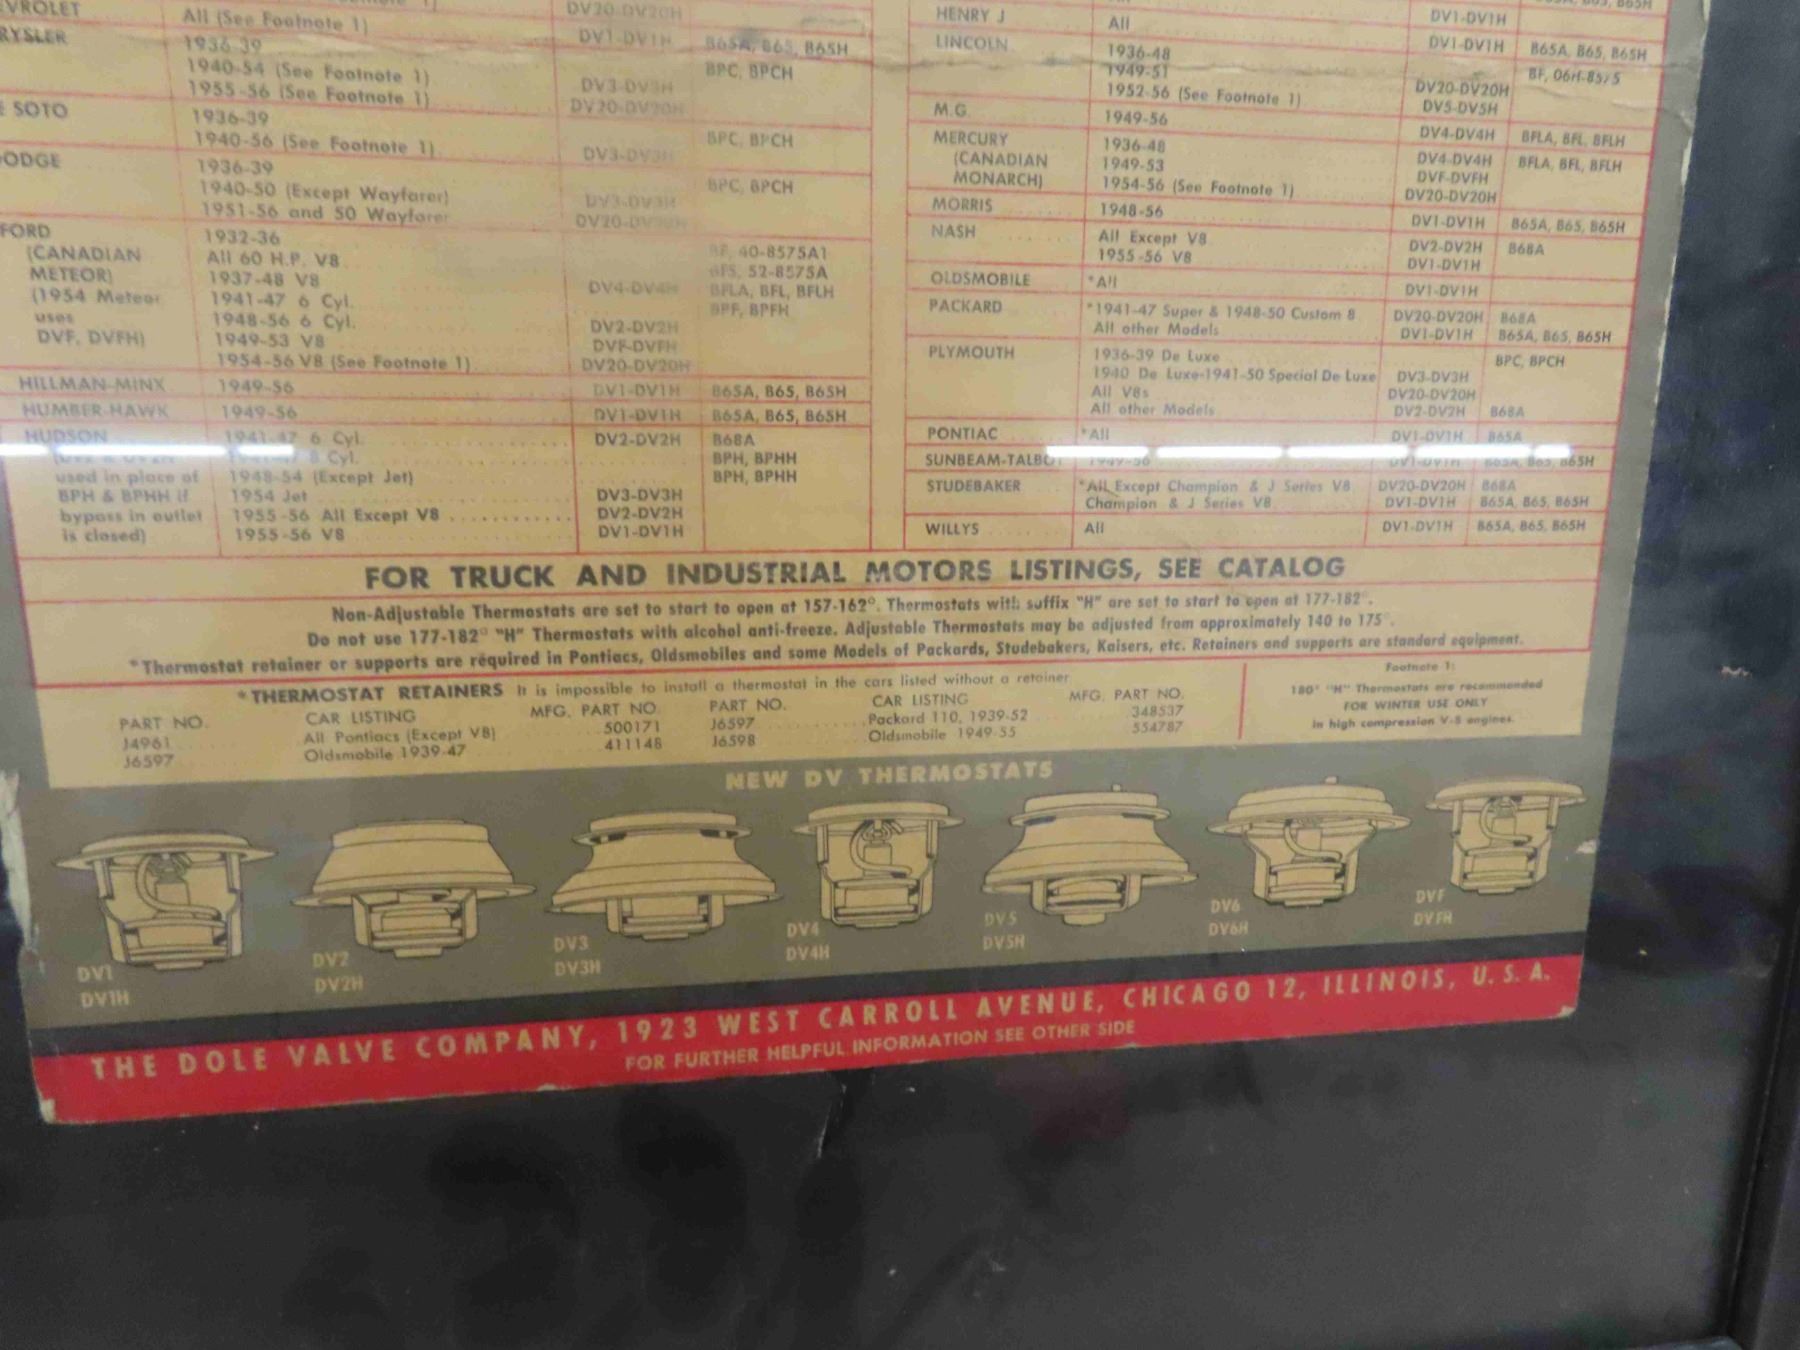 EVROLET All (See Footnote 1) DV20-DV20H
RYSLER 1936-39 DV1-DV1H B65A, B65, B65H
1940-54 (See Footnote 1) BPC, BPCH
1955-56 (See Footnote 1) DV3-DV3H
E SOTO 1936-39 DV20-DV20H
1940-56 (See Footnote 1) BPC, BPCH
ODGE 1936-39 DV3-DV3H
1940-50 (Except Wayfarer) BPC, BPCH
1951-56 and 50 Wayfarer DV3-DV3H
DV20-DV20H
FORD 1932-36 BF, 40-8575A1
(CANADIAN All 60 H.P. V8 BFS, 52-8575A
METEOR) 1937-48 V8 DV4-DV4H BFLA, BFL, BFLH
(1954 Meteor 1941-47 6 Cyl. BPF, BPFH
uses 1948-56 6 Cyl. DV2-DV2H
DVF, DVFH) 1949-53 V8 DVF-DVFH
1954-56 V8 (See Footnote 1) DV20-DV20H
HILLMAN-MINX 1949-56 DV1-DV1H B65A, B65, B65H
HUMBER-HAWK 1949-56 DV1-DV1H B65A, B65, B65H
HUDSON 1941-47 6 Cyl. DV2-DV2H B68A
(DV2 & DV2H 1941-47 8 Cyl. BPH, BPHH
used in place of 1948-54 (Except Jet) BPH, BPHH
BPH & BPHH if 1954 Jet DV3-DV3H
bypass in outlet 1955-56 All Except V8 DV2-DV2H
is closed) 1955-56 V8 DV1-DV1H
HENRY J All DV1-DV1H
LINCOLN 1936-48 DV1-DV1H B65A, B65, B65H
1949-51 BF, 06H-8575
1952-56 (See Footnote 1) DV20-DV20H
M.G. 1949-56 DV5-DV5H
MERCURY 1936-48 DV4-DV4H BFLA, BFL, BFLH
(CANADIAN 1949-53 DV4-DV4H BFLA, BFL, BFLH
MONARCH) 1954-56 (See Footnote 1) DVF-DVFH
DV20-DV20H
MORRIS 1948-56 DV1-DV1H B65A, B65, B65H
NASH All Except V8 DV2-DV2H B68A
1955-56 V8 DV1-DV1H
OLDSMOBILE *All DV1-DV1H
PACKARD *1941-47 Super & 1948-50 Custom 8 DV20-DV20H B68A
All other Models DV1-DV1H B65A, B65, B65H
PLYMOUTH 1936-39 De Luxe BPC, BPCH
1940 De Luxe-1941-50 Special De Luxe DV3-DV3H
All V8s DV20-DV20H
All other Models DV2-DV2H B68A
PONTIAC *All DV1-DV1H B65A
SUNBEAM-TALBOT 1949-56 DV1-DV1H B65A, B65, B65H
STUDEBAKER *All Except Champion & J Series V8 DV20-DV20H B68A
Champion & J Series V8 DV1-DV1H B65A, B65, B65H
WILLYS All DV1-DV1H B65A, B65, B65H
FOR TRUCK AND INDUSTRIAL MOTORS LISTINGS, SEE CATALOG
Non-Adjustable Thermostats are set to start to open at 157-162°. Thermostats with suffix "H" are set to start to open at 177-182°.
Do not use 177-182° "H" Thermostats with alcohol anti-freeze. Adjustable Thermostats may be adjusted from approximately 140 to 175°.
*Thermostat retainer or supports are required in Pontiacs, Oldsmobiles and some Models of Packards, Studebakers, Kaisers, etc. Retainers and supports are standard equipment.
*THERMOSTAT RETAINERS It is impossible to install a thermostat in the cars listed without a retainer
PART NO. CAR LISTING MFG. PART NO. PART NO. CAR LISTING MFG. PART NO.
J4961 All Pontiacs (Except V8) 500171 J6597 Packard 110, 1939-52 348537
J6597 Oldsmobile 1939-47 411148 J6598 Oldsmobile 1949-55 554787
Footnote 1:
180° "H" Thermostats are recommended
FOR WINTER USE ONLY
in high compression V-8 engines.
NEW DV THERMOSTATS
DV1
DV1H
DV2
DV2H
DV3
DV3H
DV4
DV4H
DV5
DV5H
DV6
DV6H
DVF
DVFH
THE DOLE VALVE COMPANY, 1923 WEST CARROLL AVENUE, CHICAGO 12, ILLINOIS, U. S. A.
FOR FURTHER HELPFUL INFORMATION SEE OTHER SIDE